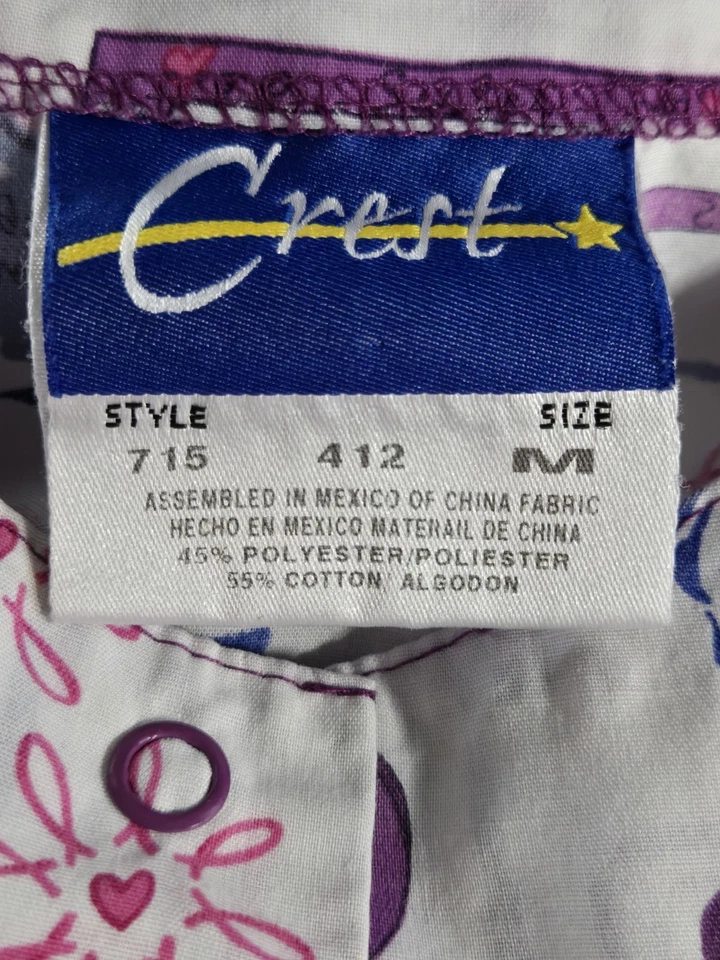 Crest
STYLE SIZE
715 412 M
ASSEMBLED IN MEXICO OF CHINA FABRIC
HECHO EN MEXICO MATERAIL DE CHINA
45% POLYESTER/POLIESTER
55% COTTON/ ALGODON